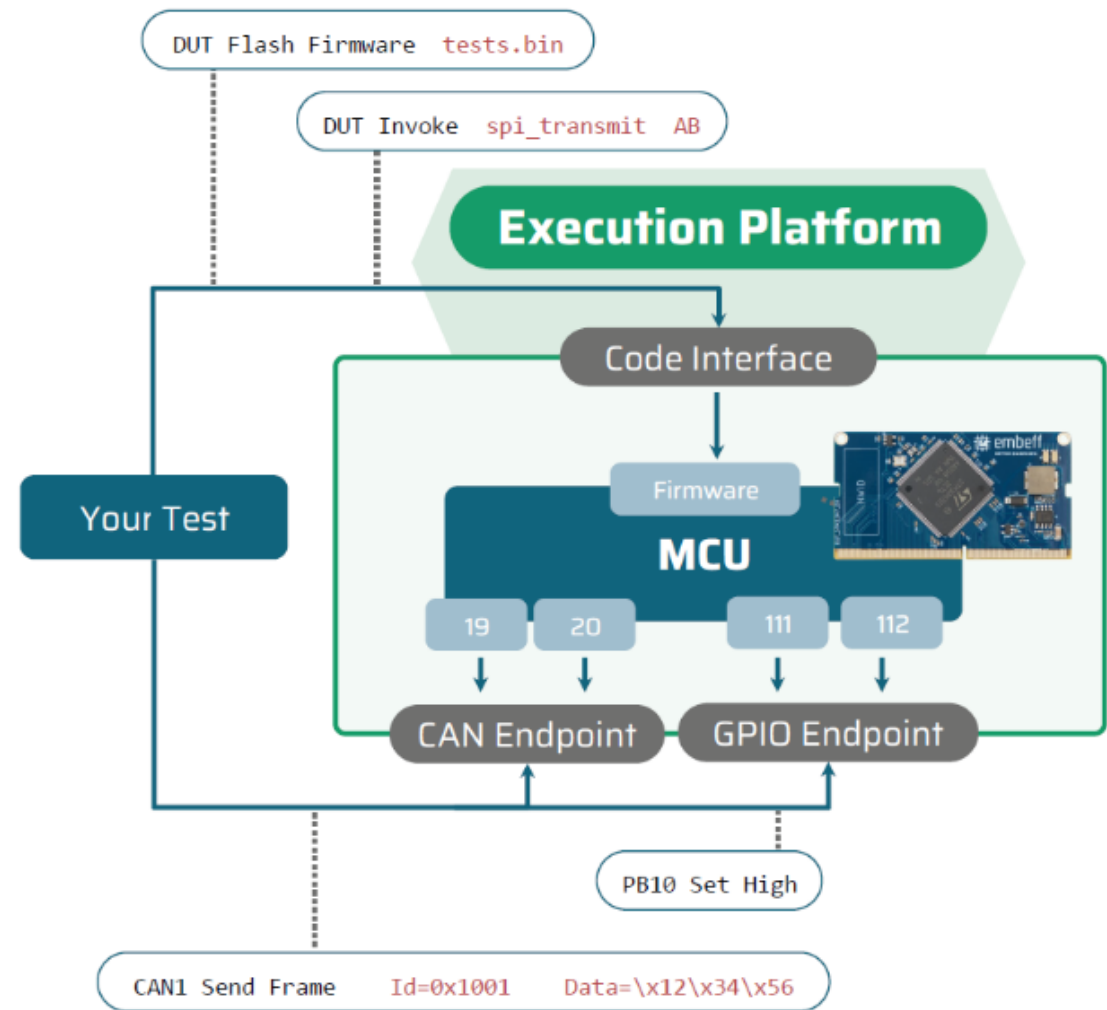 DUT Flash Firmware tests.bin
DUT Invoke spi_transmit AB
Execution Platform
Code Interface
embeff
Firmware
Your Test
MCU
19 20 111 112
CAN Endpoint GPIO Endpoint
PB10 Set High
CAN1 Send Frame Id=0x1001 Data=\x12\x34\x56